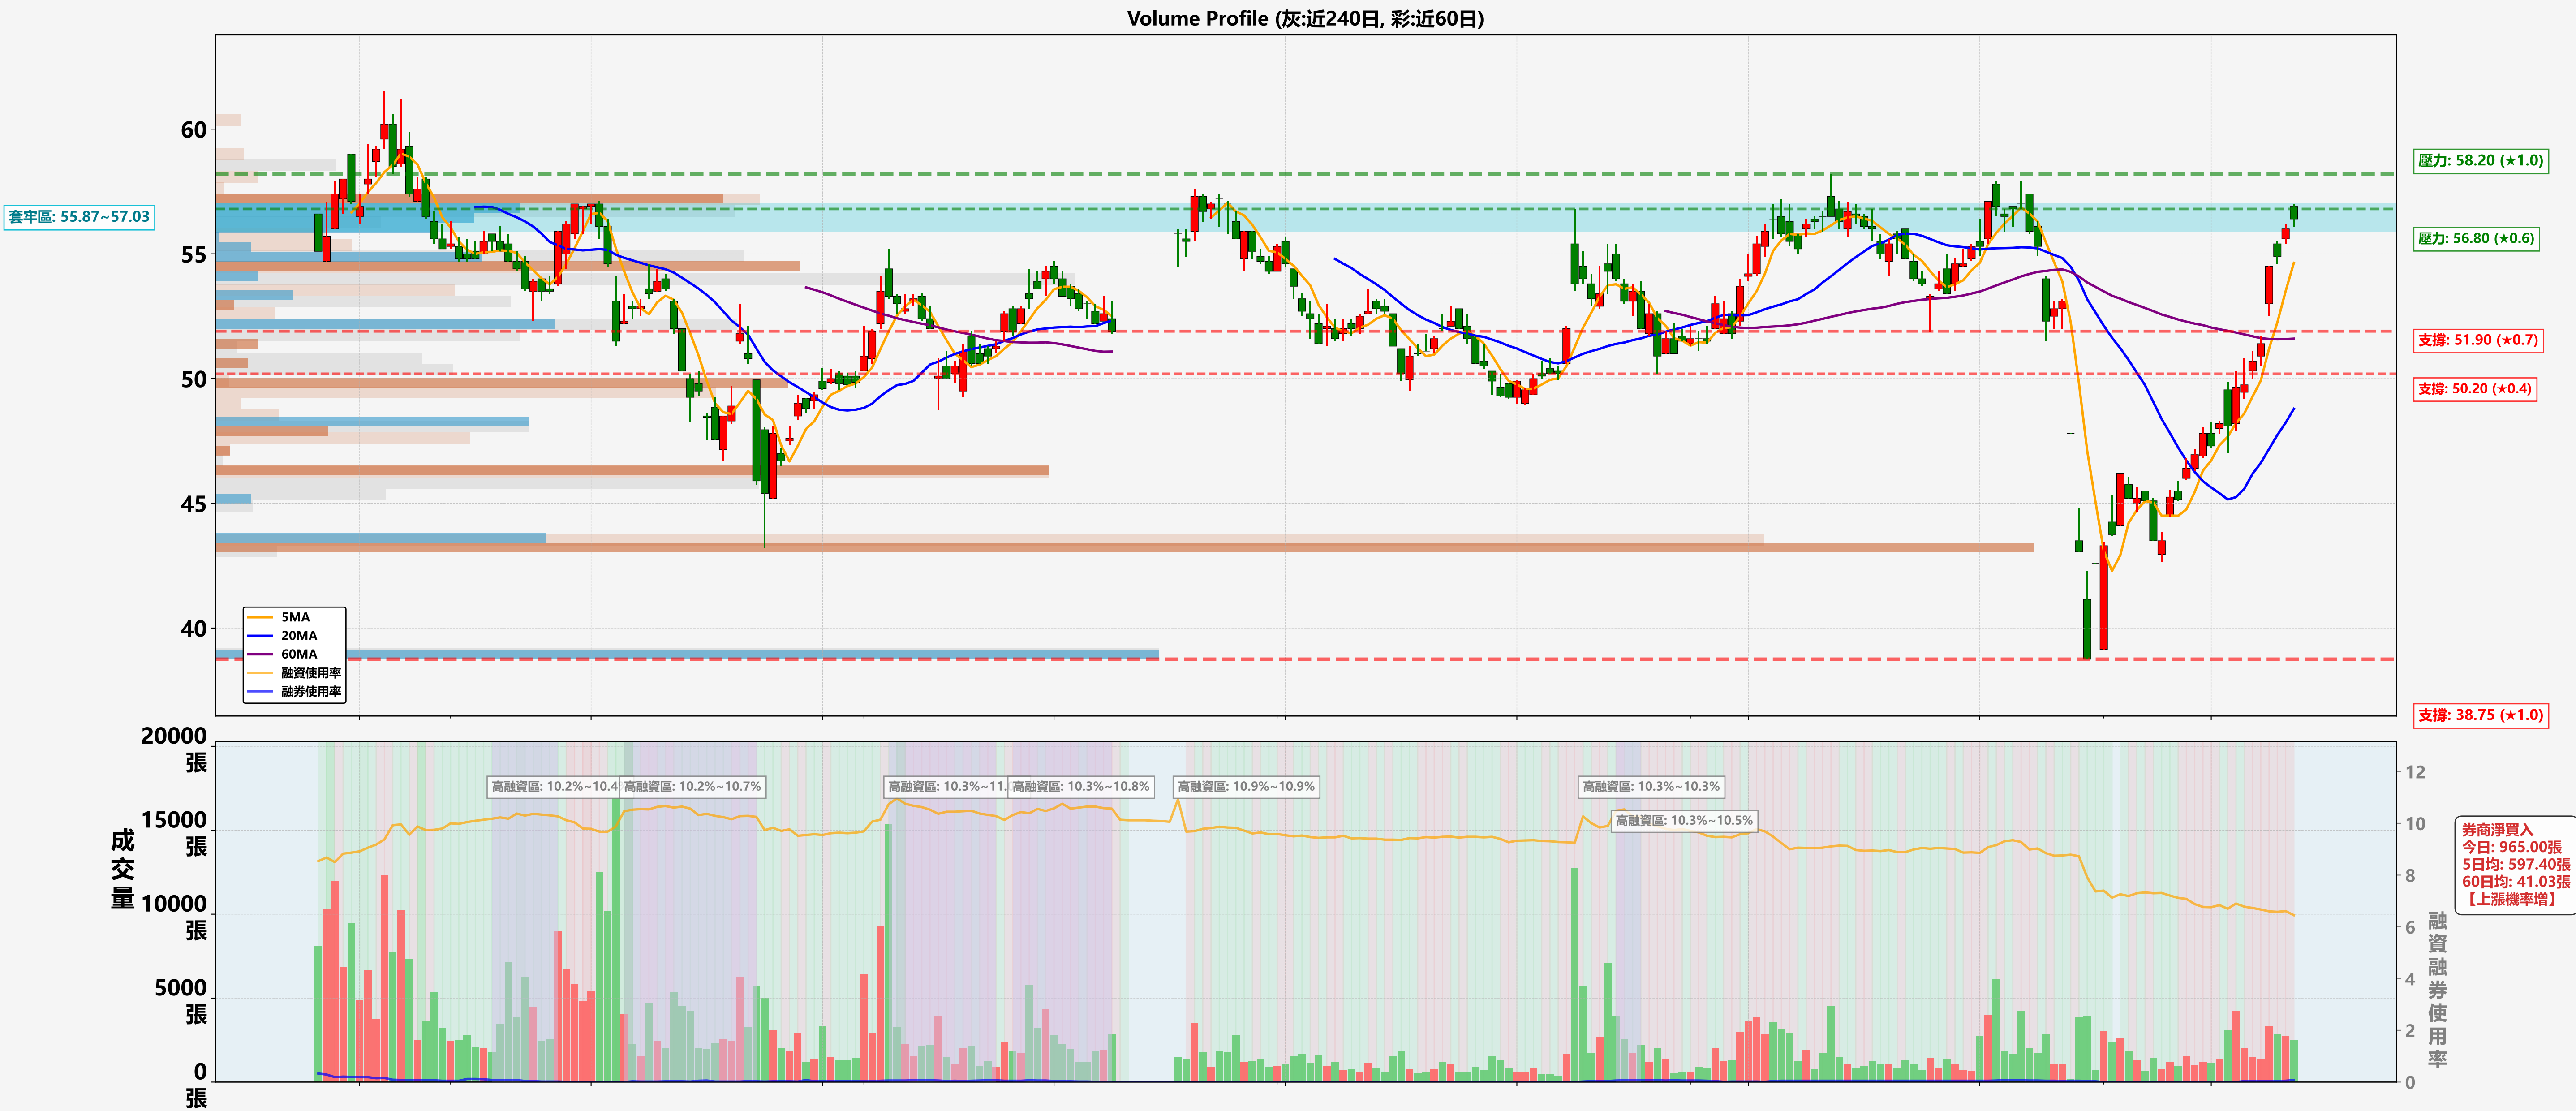 Volume Profile (灰:近240日, 彩:近60日)
60
55
50
45
40
套牢區: 55.87~57.03
壓力: 58.20 (★1.0)
壓力: 56.80 (★0.6)
支撐: 51.90 (★0.7)
支撐: 50.20 (★0.4)
支撐: 38.75 (★1.0)
5MA
20MA
60MA
融資使用率
融券使用率
20000
張
15000
張
10000
張
5000
張
0
張
成交量
高融資區: 10.2%~10.4
高融資區: 10.2%~10.7%
高融資區: 10.3%~11.
高融資區: 10.3%~10.8%
高融資區: 10.9%~10.9%
高融資區: 10.3%~10.3%
高融資區: 10.3%~10.5%
12
10
8
6
4
2
0
融資融券使用率
券商淨買入
今日: 965.00張
5日均: 597.40張
60日均: 41.03張
【上漲機率增】